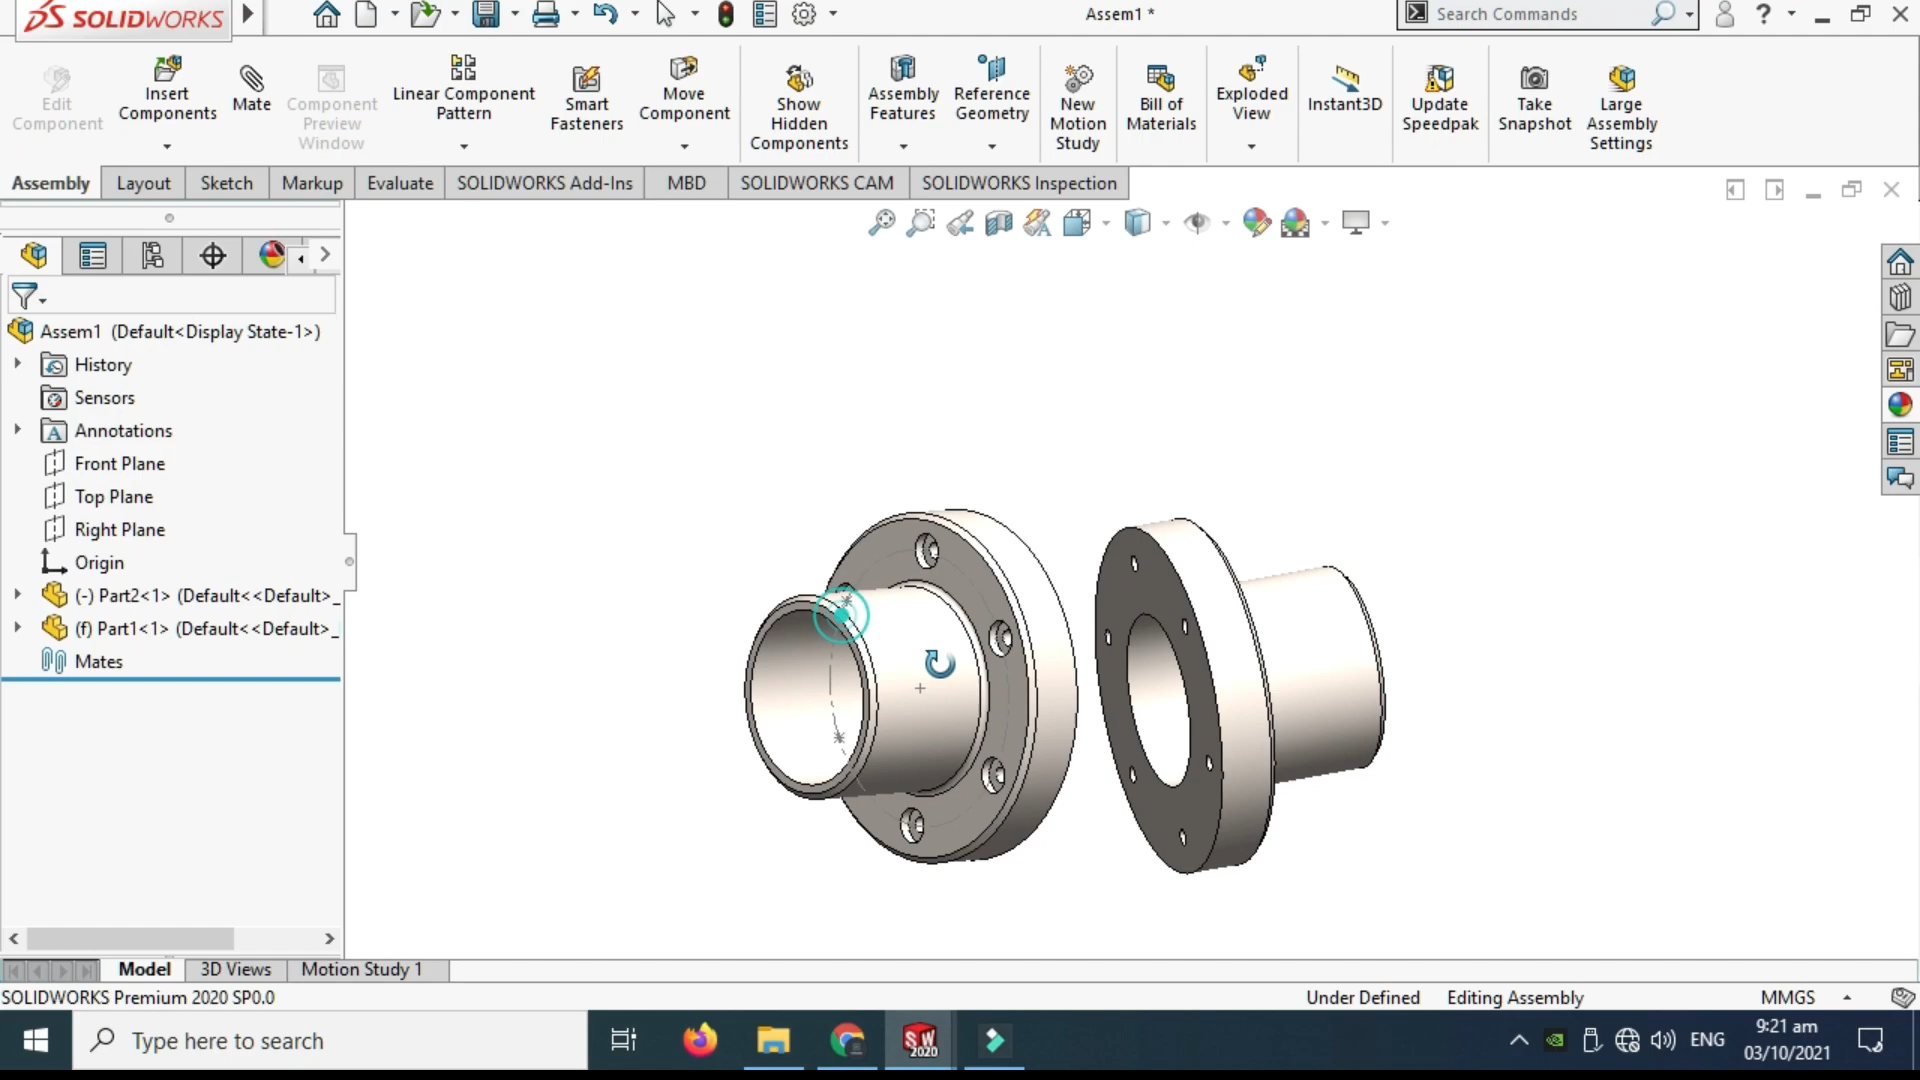 SOLIDWORKS
Assem1 *
Search Commands
Edit
Component
Insert
Components
Mate
Component
Preview
Window
Linear Component
Pattern
Smart
Fasteners
Move
Component
Show
Hidden
Components
Assembly
Features
Reference
Geometry
New
Motion
Study
Bill of
Materials
Exploded
View
Instant3D
Update
Speedpak
Take
Snapshot
Large
Assembly
Settings
Assembly
Layout
Sketch
Markup
Evaluate
SOLIDWORKS Add-Ins
MBD
SOLIDWORKS CAM
SOLIDWORKS Inspection
Assem1 (Default<Display State-1>)
History
Sensors
Annotations
Front Plane
Top Plane
Right Plane
Origin
(-) Part2<1> (Default<<Default>_
(f) Part1<1> (Default<<Default>_
Mates
Model
3D Views
Motion Study 1
SOLIDWORKS Premium 2020 SP0.0
Under Defined
Editing Assembly
MMGS
Type here to search
SW
2020
ENG
9:21 am
03/10/2021